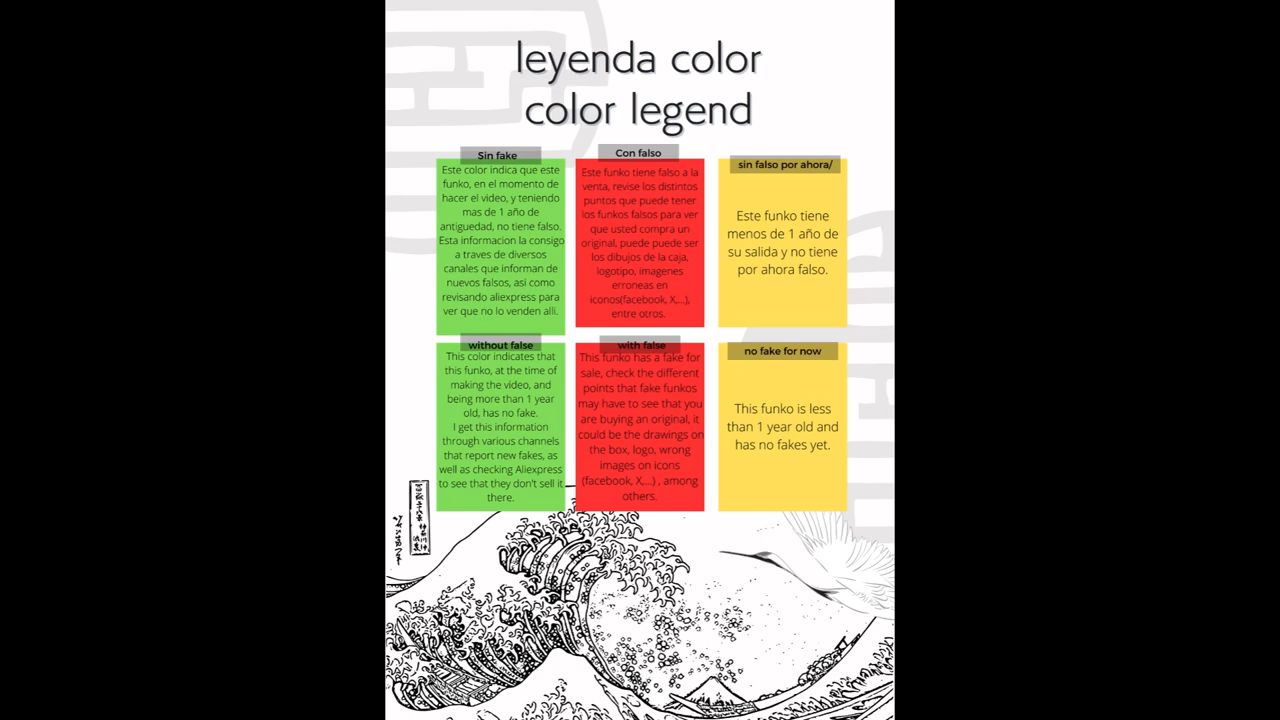 leyenda color
color legend
Sin fake
Este color indica que este
funko, en el momento de
hacer el video, y teniendo
mas de 1 año de
antiguedad, no tiene falso.
Esta informacion la consigo
a traves de diversos
canales que informan de
nuevos falsos, asi como
revisando aliexpress para
ver que no lo venden alli.
Con falso
Este funko tiene falso a la
venta, revise los distintos
puntos que puede tener
los funkos falsos para ver
que usted compra un
original, puede puede ser
los dibujos de la caja,
logotipo, imagenes
erroneas en
iconos(facebook, X,...),
entre otros.
sin falso por ahora/
Este funko tiene
menos de 1 año de
su salida y no tiene
por ahora falso.
without false
This color indicates that
this funko, at the time of
making the video, and
being more than 1 year
old, has no fake.
I get this information
through various channels
that report new fakes, as
well as checking Aliexpress
to see that they don't sell it
there.
with false
This funko has a fake for
sale, check the different
points that fake funkos
may have to see that you
are buying an original, it
could be the drawings on
the box, logo, wrong
images on icons
(facebook, X,...) , among
others.
no fake for now
This funko is less
than 1 year old and
has no fakes yet.